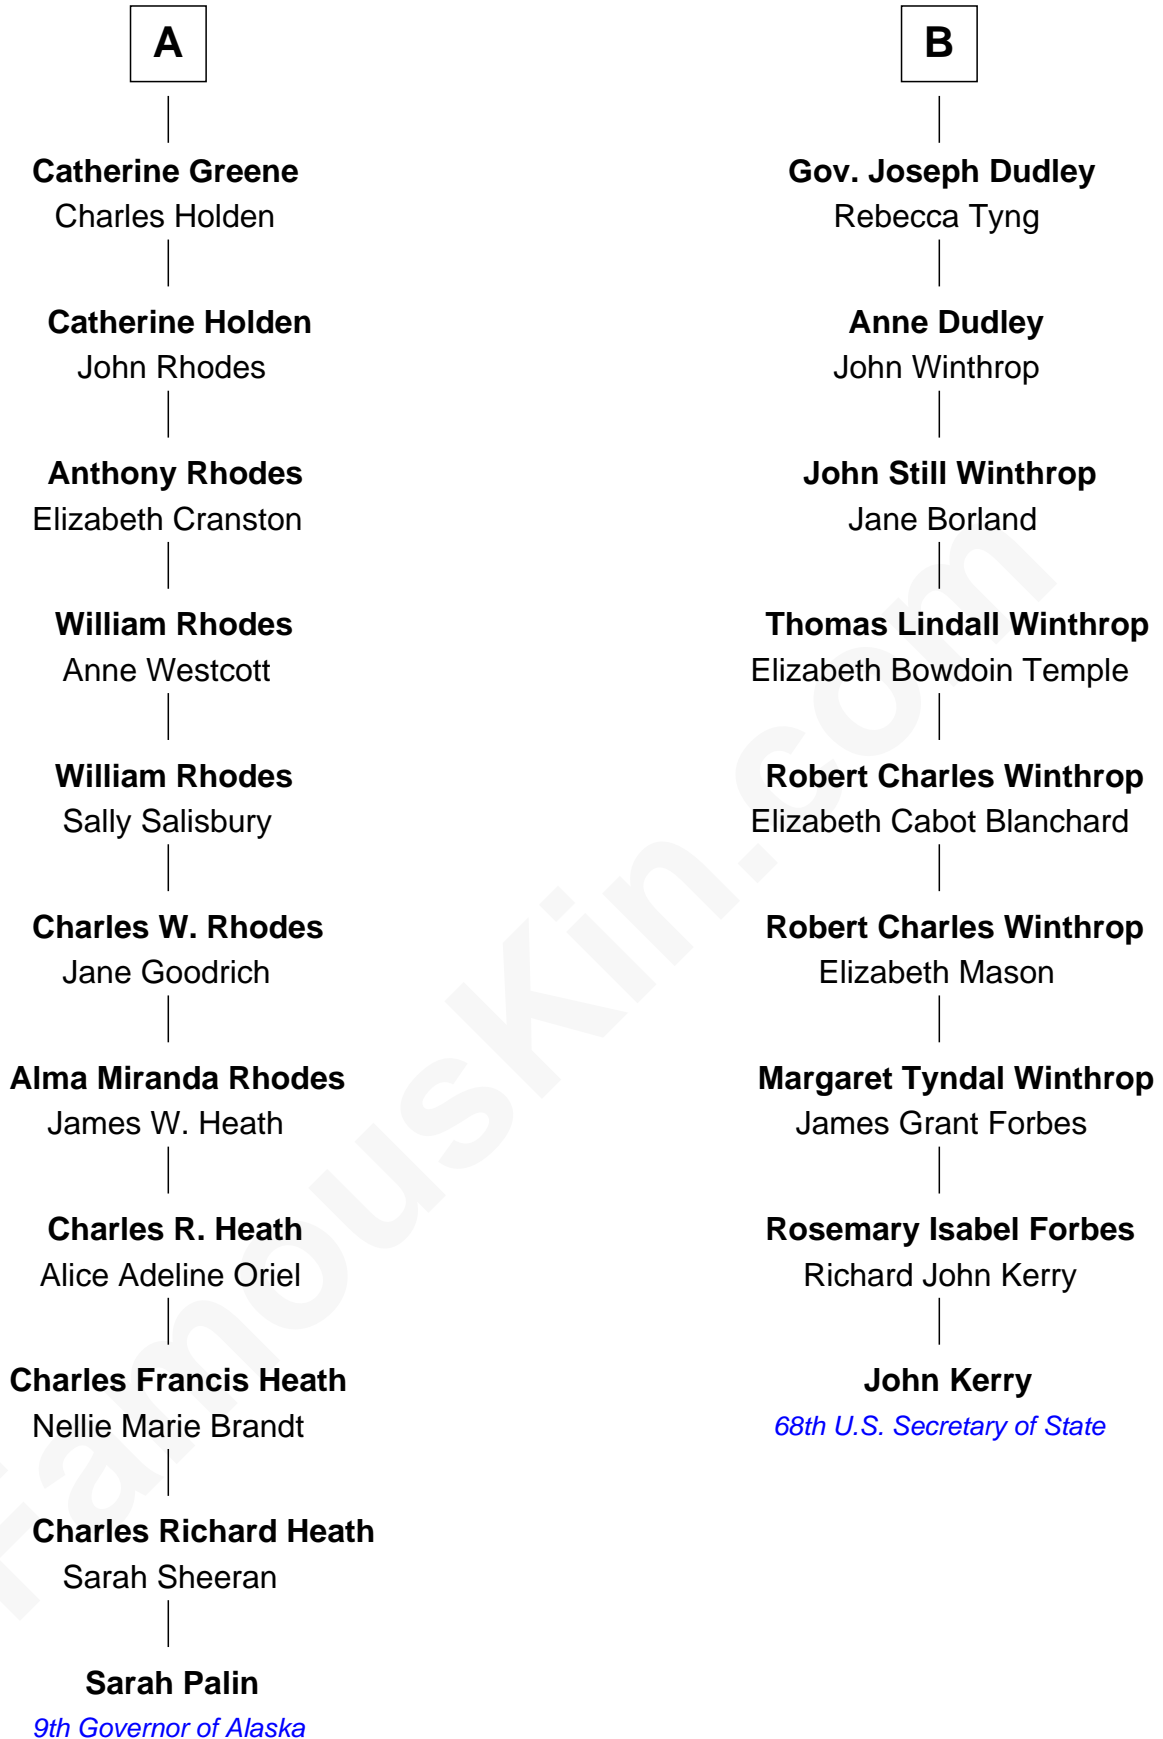 A
Catherine Greene
Charles Holden
Catherine Holden
John Rhodes
Anthony Rhodes
Elizabeth Cranston
William Rhodes
Anne Westcott
William Rhodes
Sally Salisbury
Charles W. Rhodes
Jane Goodrich
Alma Miranda Rhodes
James W. Heath
Charles R. Heath
Alice Adeline Oriel
Charles Francis Heath
Nellie Marie Brandt
Charles Richard Heath
Sarah Sheeran
Sarah Palin
9th Governor of Alaska
B
Gov. Joseph Dudley
Rebecca Tyng
Anne Dudley
John Winthrop
John Still Winthrop
Jane Borland
Thomas Lindall Winthrop
Elizabeth Bowdoin Temple
Robert Charles Winthrop
Elizabeth Cabot Blanchard
Robert Charles Winthrop
Elizabeth Mason
Margaret Tyndal Winthrop
James Grant Forbes
Rosemary Isabel Forbes
Richard John Kerry
John Kerry
68th U.S. Secretary of State
FamousKin.com